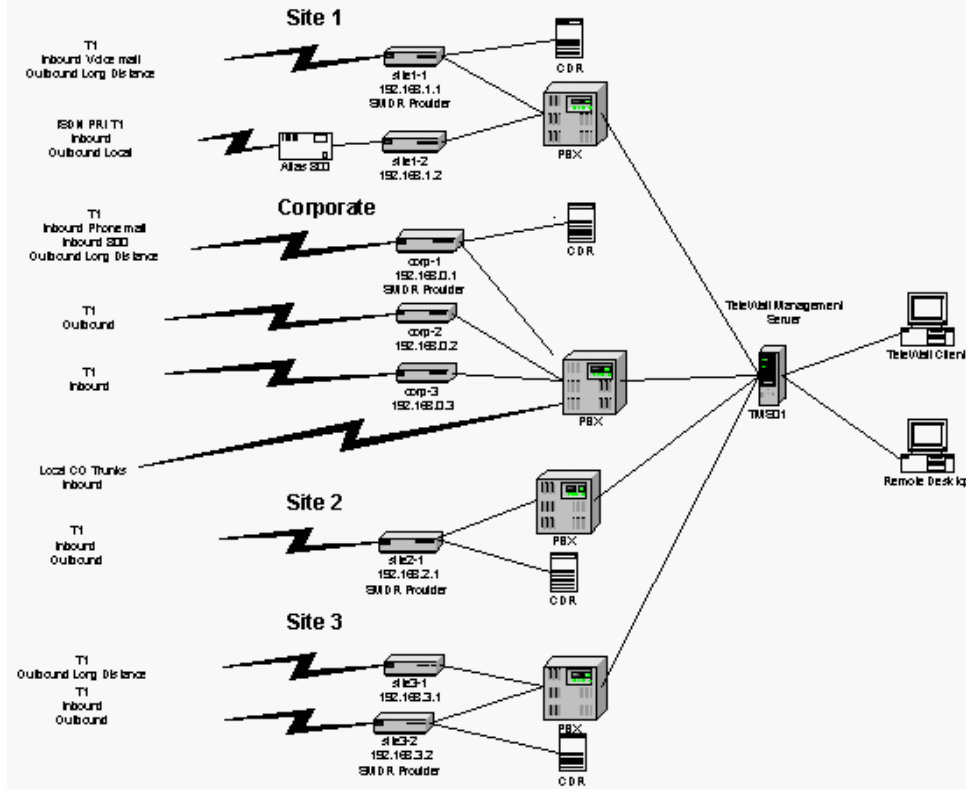 Site 1
T1
Inbound Voice mail
Outbound Long Distance
site1-1
192.168.1.1
SMDR Provider
CDR
PBX
ISDN PRI T1
Inbound
Outbound Local
Atlas 800
site1-2
192.168.1.2
Corporate
T1
Inbound Phonemail
Inbound 800
Outbound Long Distance
corp-1
192.168.0.1
SMDR Provider
CDR
T1
Outbound
corp-2
192.168.0.2
T1
Inbound
corp-3
192.168.0.3
PBX
Local CO Trunks
Inbound
TeleWall Management
Server
TMS01
TeleWall Client
Remote Desktop
Site 2
T1
Inbound
Outbound
site2-1
192.168.2.1
SMDR Provider
PBX
CDR
Site 3
T1
Outbound Long Distance
T1
Inbound
Outbound
site3-1
192.168.3.1
site3-2
192.168.3.2
SMDR Provider
PBX
CDR